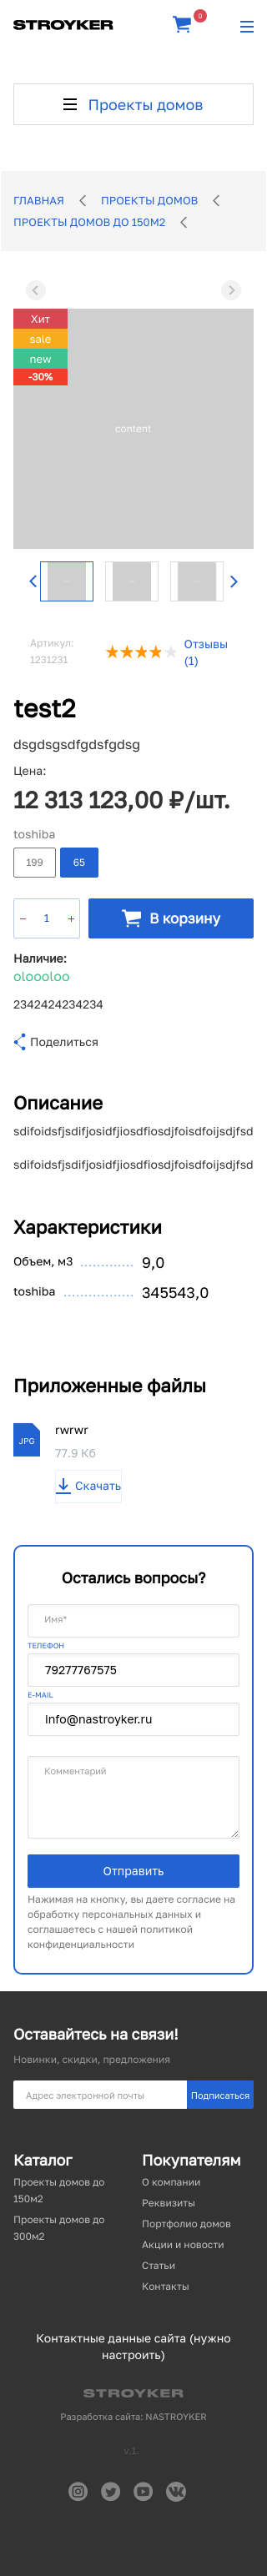 STROYKER
0
Проекты домов
ГЛАВНАЯ
ПРОЕКТЫ ДОМОВ
ПРОЕКТЫ ДОМОВ ДО 150М2
Хит
sale
new
-30%
content
Артикул:
1231231
Отзывы
(1)
test2
dsgdsgsdfgdsfgdsg
Цена:
12 313 123,00 ₽/шт.
toshiba
199
65
− 1 +
В корзину
Наличие:
oloooloo
2342424234234
Поделиться
Описание
sdifoidsfjsdifjosidfjiosdfiosdjfoisdfoijsdjfsd
sdifoidsfjsdifjosidfjiosdfiosdjfoisdfoijsdjfsd
Характеристики
Объем, м3 ............. 9,0
toshiba ................. 345543,0
Приложенные файлы
JPG
rwrwr
77.9 Кб
Скачать
Остались вопросы?
Имя*
ТЕЛЕФОН
79277767575
E-MAIL
info@nastroyker.ru
Комментарий
Отправить
Нажимая на кнопку, вы даете согласие на
обработку персональных данных и
соглашаетесь с нашей политикой
конфиденциальности
Оставайтесь на связи!
Новинки, скидки, предложения
Адрес электронной почты
Подписаться
Каталог
Проекты домов до
150м2
Проекты домов до
300м2
Покупателям
О компании
Реквизиты
Портфолио домов
Акции и новости
Статьи
Контакты
Контактные данные сайта (нужно
настроить)
STROYKER
Разработка сайта: NASTROYKER
v.1.